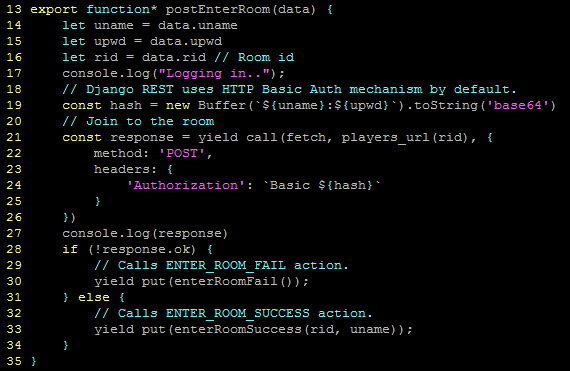 13 export function* postEnterRoom(data) {
14     let uname = data.uname
15     let upwd = data.upwd
16     let rid = data.rid // Room id
17     console.log("Logging in..");
18     // Django REST uses HTTP Basic Auth mechanism by default.
19     const hash = new Buffer(`${uname}:${upwd}`).toString('base64')
20     // Join to the room
21     const response = yield call(fetch, players_url(rid), {
22         method: 'POST',
23         headers: {
24             'Authorization': `Basic ${hash}`
25         }
26     })
27     console.log(response)
28     if (!response.ok) {
29         // Calls ENTER_ROOM_FAIL action.
30         yield put(enterRoomFail());
31     } else {
32         // Calls ENTER_ROOM_SUCCESS action.
33         yield put(enterRoomSuccess(rid, uname));
34     }
35 }